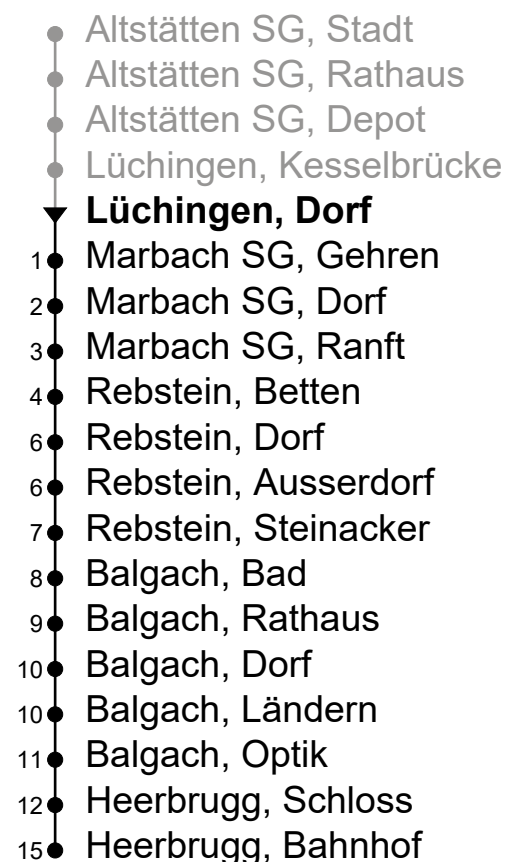 Altstätten SG, Stadt
Altstätten SG, Rathaus
Altstätten SG, Depot
Lüchingen, Kesselbrücke
Lüchingen, Dorf
1 Marbach SG, Gehren
2 Marbach SG, Dorf
3 Marbach SG, Ranft
4 Rebstein, Betten
6 Rebstein, Dorf
6 Rebstein, Ausserdorf
7 Rebstein, Steinacker
8 Balgach, Bad
9 Balgach, Rathaus
10 Balgach, Dorf
10 Balgach, Ländern
11 Balgach, Optik
12 Heerbrugg, Schloss
15 Heerbrugg, Bahnhof